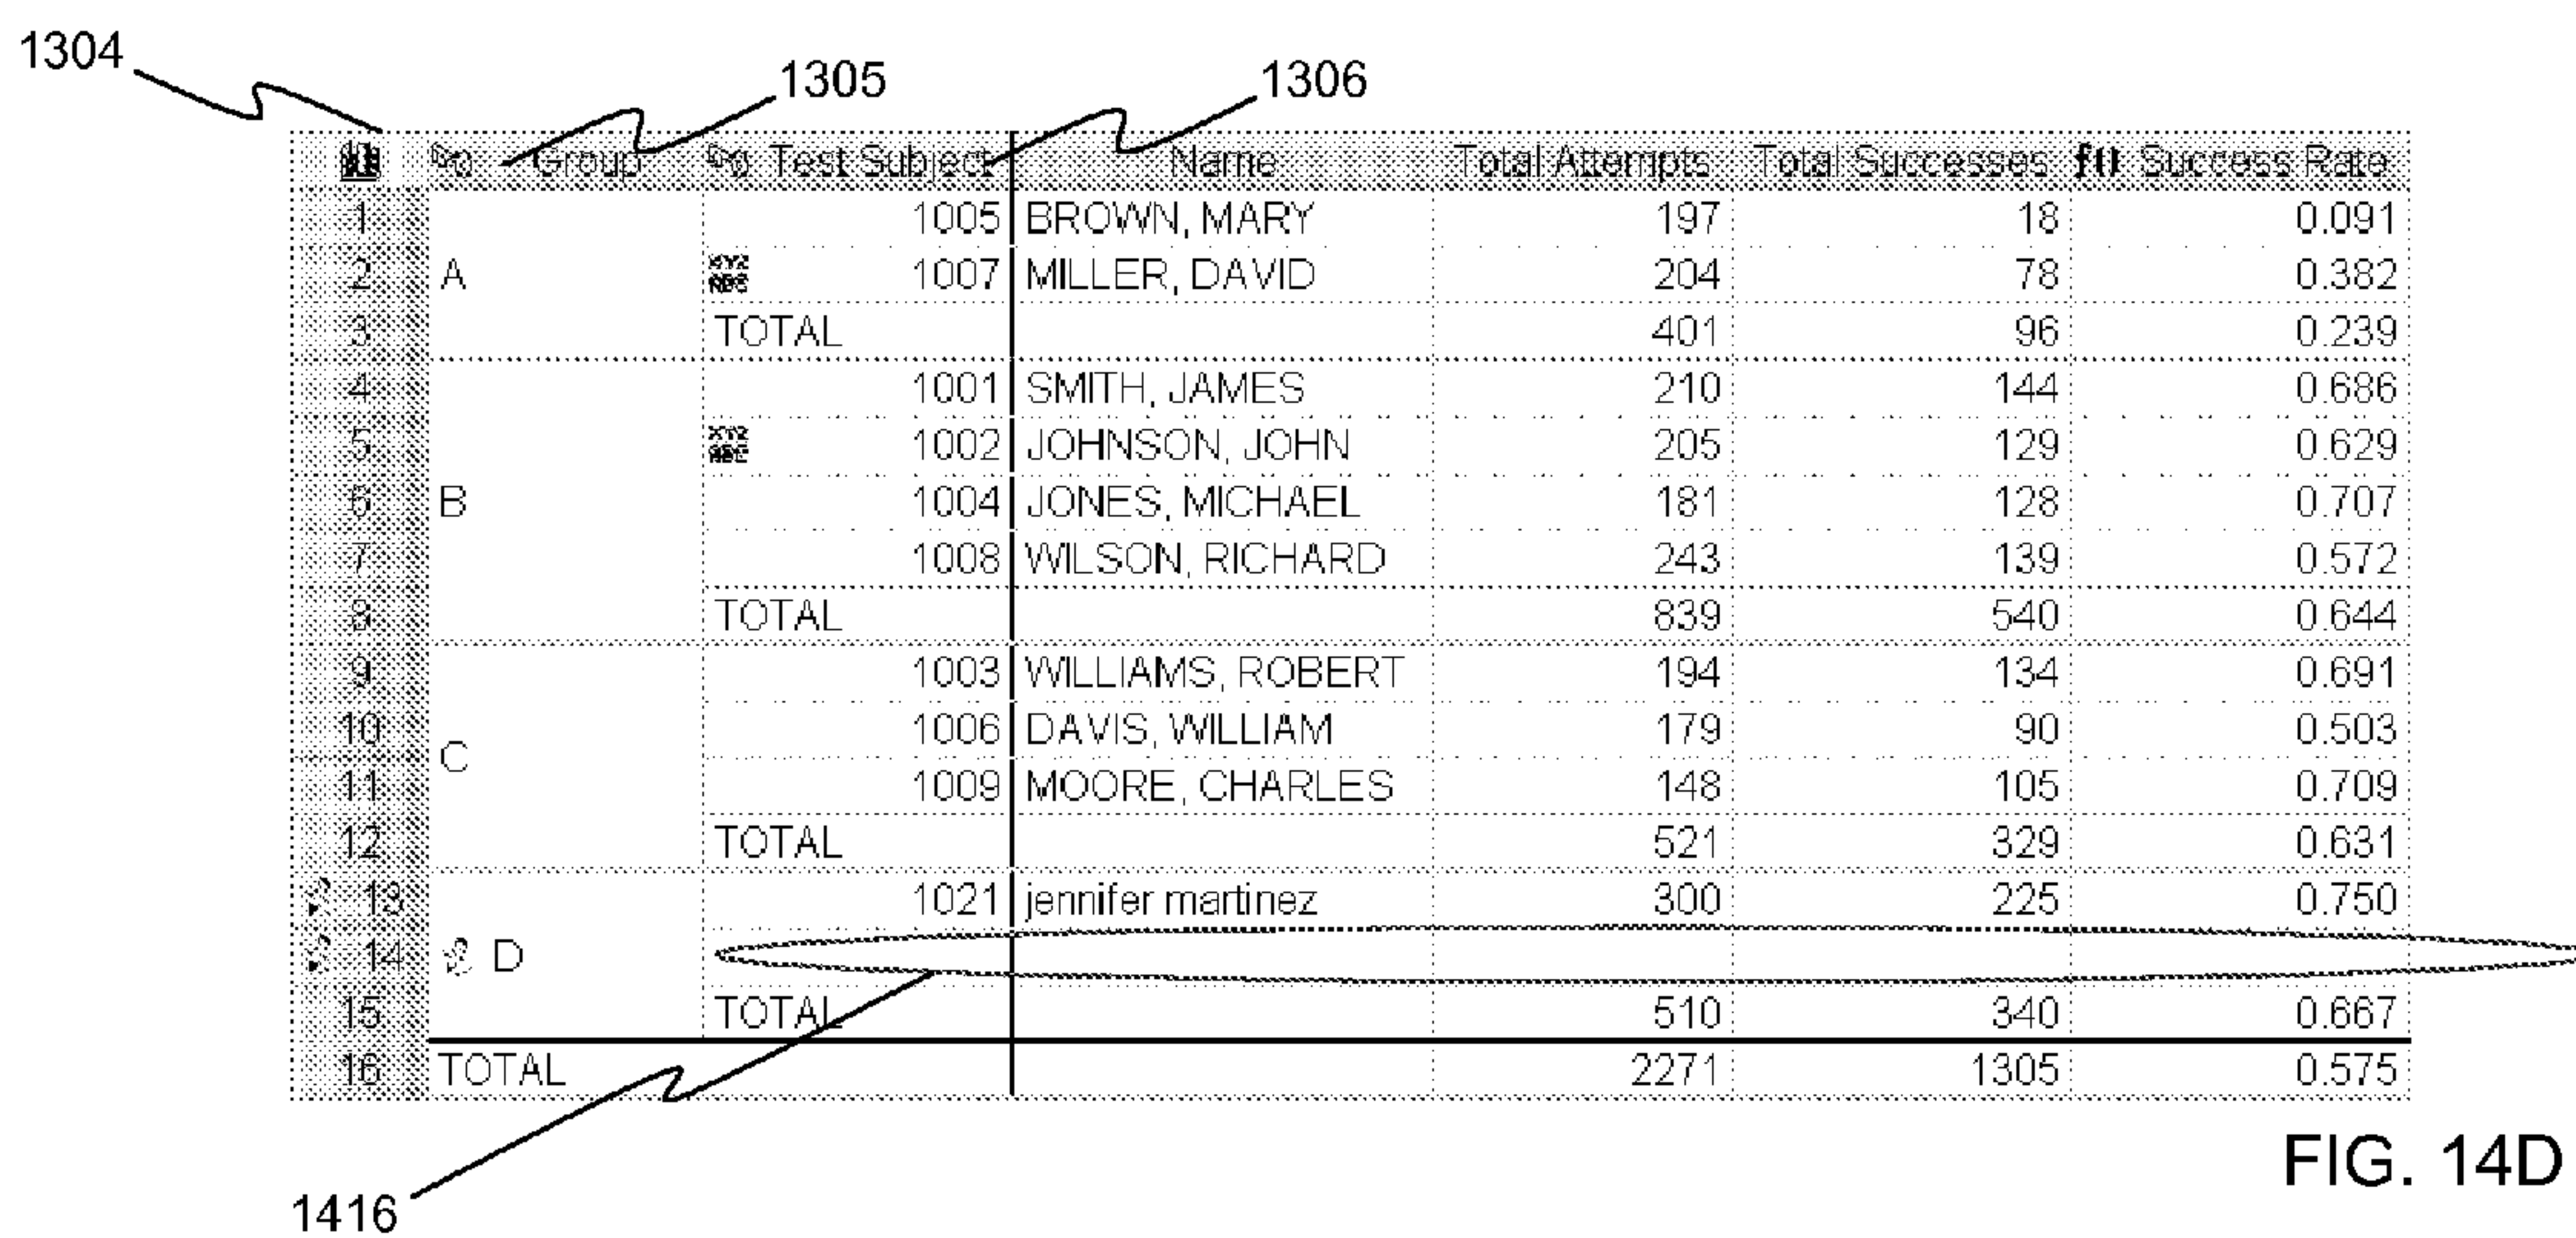 1304
1305
1306
Group Test Subject Name Total Attempts Total Successes f() Success Rate
1 1005 BROWN, MARY 197 18 0.091
2 A XYZ 1007 MILLER, DAVID 204 78 0.382
3 TOTAL 401 96 0.239
4 1001 SMITH, JAMES 210 144 0.686
5 XYZ 1002 JOHNSON, JOHN 205 129 0.629
6 B 1004 JONES, MICHAEL 181 128 0.707
7 1008 WILSON, RICHARD 243 139 0.572
8 TOTAL 839 540 0.644
9 1003 WILLIAMS, ROBERT 194 134 0.691
10 C 1006 DAVIS, WILLIAM 179 90 0.503
11 1009 MOORE, CHARLES 148 105 0.709
12 TOTAL 521 329 0.631
13 1021 jennifer martinez 300 225 0.750
14 D
15 TOTAL 510 340 0.667
16 TOTAL 2271 1305 0.575
1416
FIG. 14D